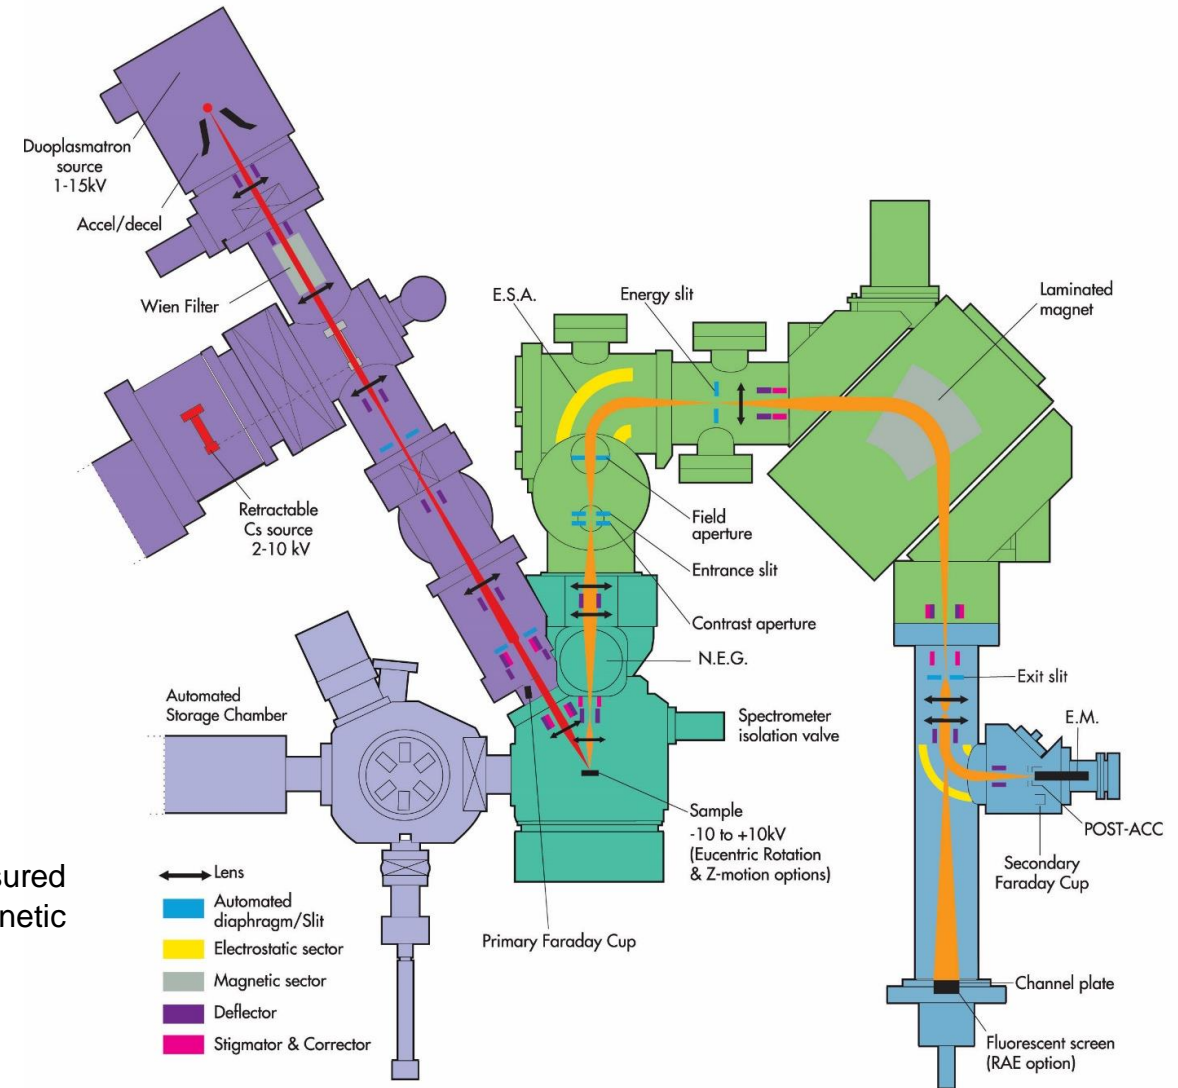 Duoplasmatron
source
1-15kV
Accel/decel
Wien Filter
Retractable
Cs source
2-10 kV
E.S.A.
Energy slit
Laminated
magnet
Field
aperture
Entrance slit
Contrast aperture
N.E.G.
Exit slit
Automated
Storage Chamber
Spectrometer
isolation valve
E.M.
Sample
-10 to +10kV
(Eucentric Rotation
& Z-motion options)
POST-ACC
Secondary
Faraday Cup
Primary Faraday Cup
Channel plate
Fluorescent screen
(RAE option)
sured
netic
Lens
Automated
diaphragm/Slit
Electrostatic sector
Magnetic sector
Deflector
Stigmator & Corrector